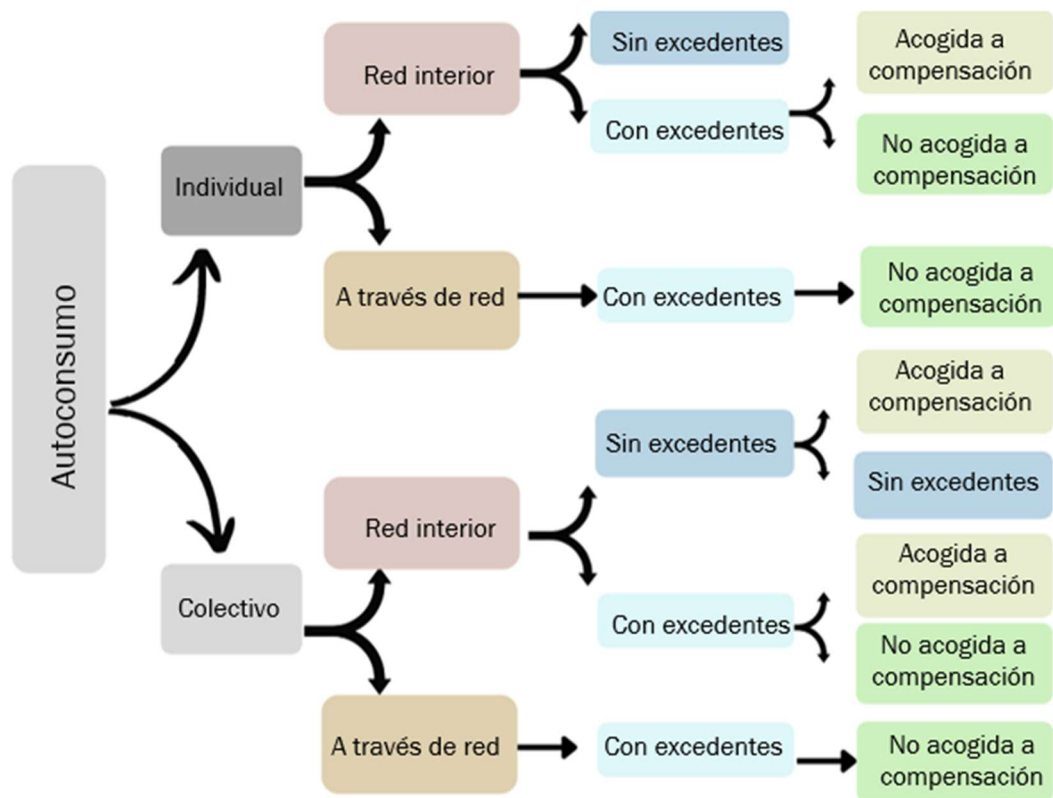 Autoconsumo
Individual
Red interior
Sin excedentes
Con excedentes
Acogida a
compensación
No acogida a
compensación
A través de red
Con excedentes
No acogida a
compensación
Colectivo
Red interior
Sin excedentes
Acogida a
compensación
Sin excedentes
Con excedentes
Acogida a
compensación
No acogida a
compensación
A través de red
Con excedentes
No acogida a
compensación